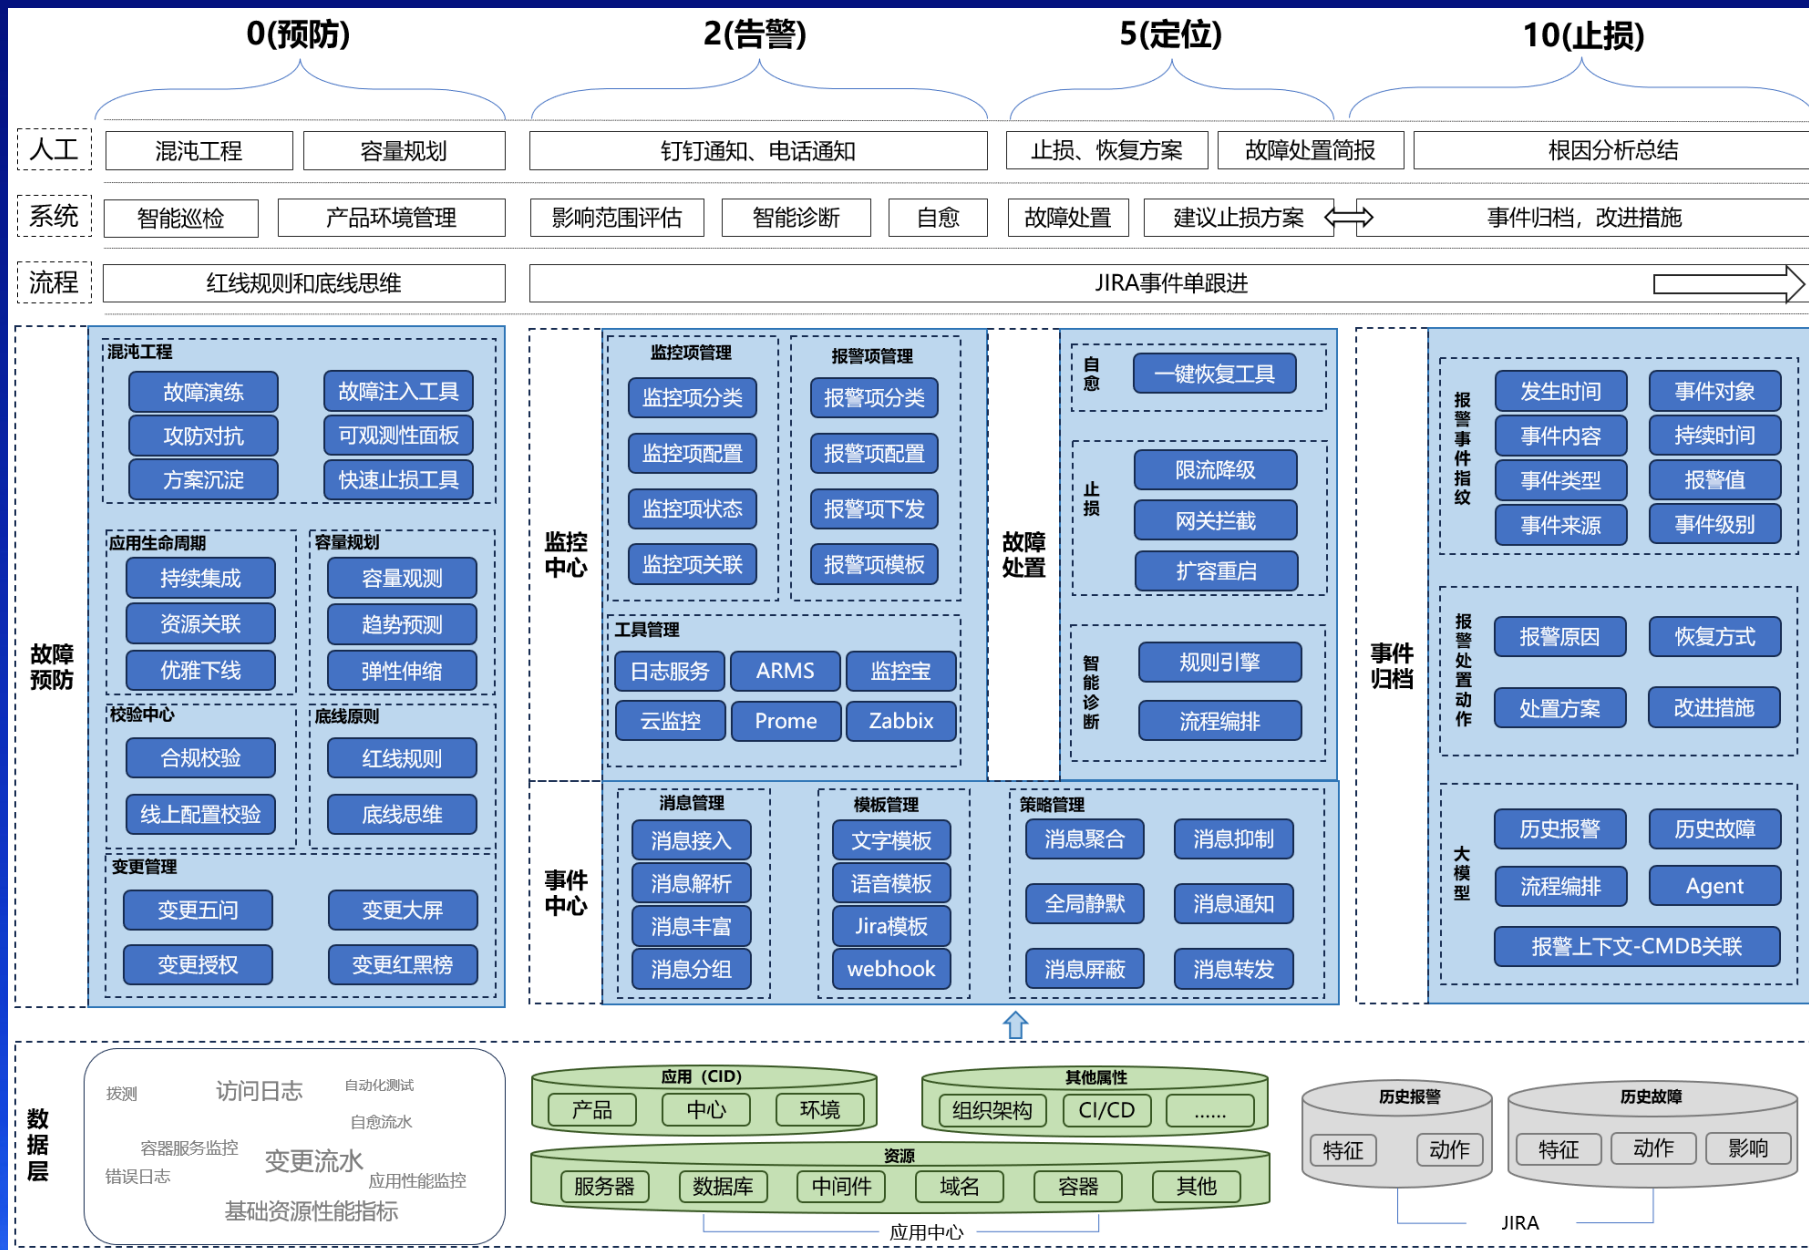 0(预防)
2(告警)
5(定位)
10(止损)
人工
混沌工程
容量规划
钉钉通知、电话通知
止损、恢复方案
故障处置简报
根因分析总结
系统
智能巡检
产品环境管理
影响范围评估
智能诊断
自愈
故障处置
建议止损方案
事件归档，改进措施
流程
红线规则和底线思维
JIRA事件单跟进
故障
预防
混沌工程
故障演练
故障注入工具
攻防对抗
可观测性面板
方案沉淀
快速止损工具
应用生命周期
持续集成
资源关联
优雅下线
容量规划
容量观测
趋势预测
弹性伸缩
校验中心
合规校验
线上配置校验
底线原则
红线规则
底线思维
变更管理
变更五问
变更大屏
变更授权
变更红黑榜
监控
中心
监控项管理
监控项分类
监控项配置
监控项状态
监控项关联
报警项管理
报警项分类
报警项配置
报警项下发
报警项模板
工具管理
日志服务
ARMS
监控宝
云监控
Prome
Zabbix
故障
处置
自愈
一键恢复工具
止损
限流降级
网关拦截
扩容重启
智能诊断
规则引擎
流程编排
事件
中心
消息管理
消息接入
消息解析
消息丰富
消息分组
模板管理
文字模板
语音模板
Jira模板
webhook
策略管理
消息聚合
消息抑制
全局静默
消息通知
消息屏蔽
消息转发
事件
归档
报警事件指纹
发生时间
事件对象
事件内容
持续时间
事件类型
报警值
事件来源
事件级别
报警处置动作
报警原因
恢复方式
处置方案
改进措施
大模型
历史报警
历史故障
流程编排
Agent
报警上下文-CMDB关联
数据层
拨测
访问日志
自动化测试
自愈流水
容器服务监控
变更流水
错误日志
应用性能监控
基础资源性能指标
应用（CID）
产品
中心
环境
其他属性
组织架构
CI/CD
......
资源
服务器
数据库
中间件
域名
容器
其他
应用中心
历史报警
特征
动作
历史故障
特征
动作
影响
JIRA